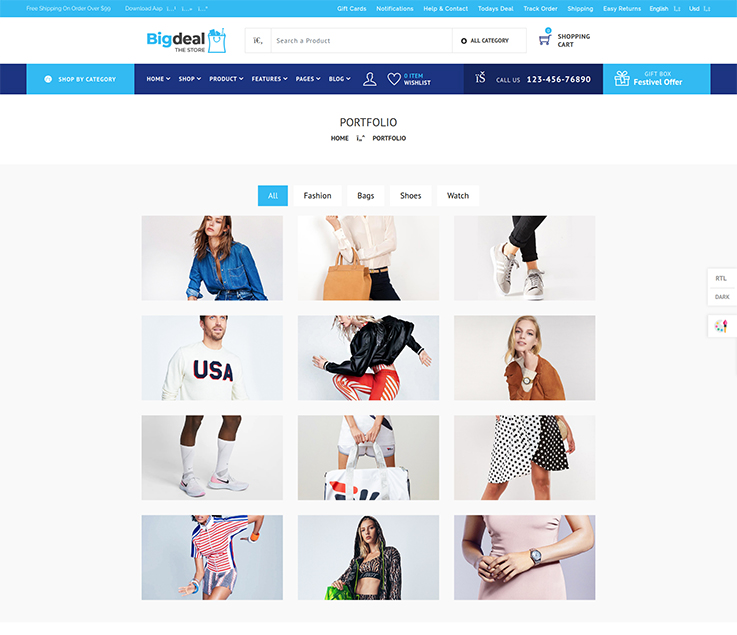 Free Shipping On Order Over $99 Download Aap Gift Cards Notifications Help & Contact Todays Deal Track Order Shipping Easy Returns English Usd
Bigdeal
THE STORE
Search a Product
ALL CATEGORY
0
SHOPPING
CART
SHOP BY CATEGORY
HOME SHOP PRODUCT FEATURES PAGES BLOG
0 ITEM
WISHLIST
CALL US 123-456-76890
GIFT BOX
Festivel Offer
PORTFOLIO
HOME PORTFOLIO
All Fashion Bags Shoes Watch
RTL
DARK
USA